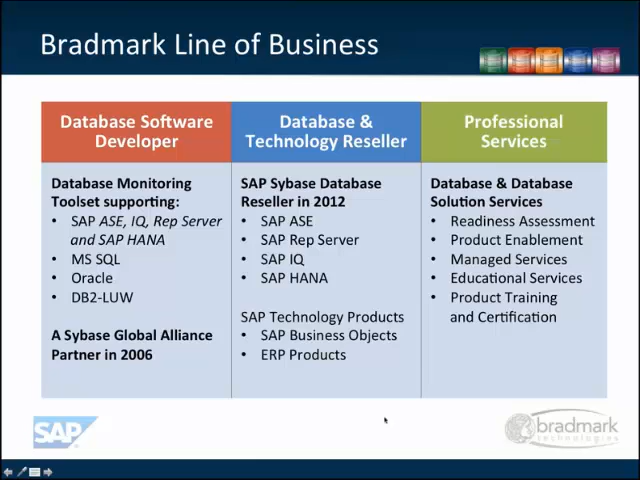 Bradmark Line of Business
Database Software
Developer
Database Monitoring
Toolset supporting:
• SAP ASE, IQ, Rep Server
and SAP HANA
• MS SQL
• Oracle
• DB2-LUW
A Sybase Global Alliance
Partner in 2006
Database &
Technology Reseller
SAP Sybase Database
Reseller in 2012
• SAP ASE
• SAP Rep Server
• SAP IQ
• SAP HANA
SAP Technology Products
• SAP Business Objects
• ERP Products
Professional
Services
Database & Database
Solution Services
• Readiness Assessment
• Product Enablement
• Managed Services
• Educational Services
• Product Training
and Certification
SAP
bradmark
technologies